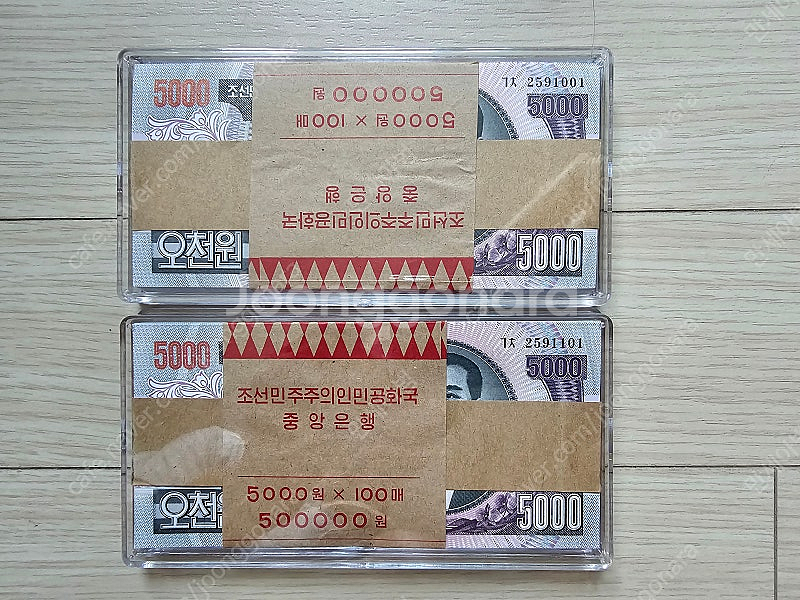 5000
조선
ㄱㅈ 2591001
5000
500000원
5000원 × 100매
중앙은행
조선민주주의인민공화국
오천원
5000
Joonggonara
5000
ㄱㅈ 2591101
5000
조선민주주의인민공화국
중앙은행
5000원 × 100매
500000원
오천원
5000